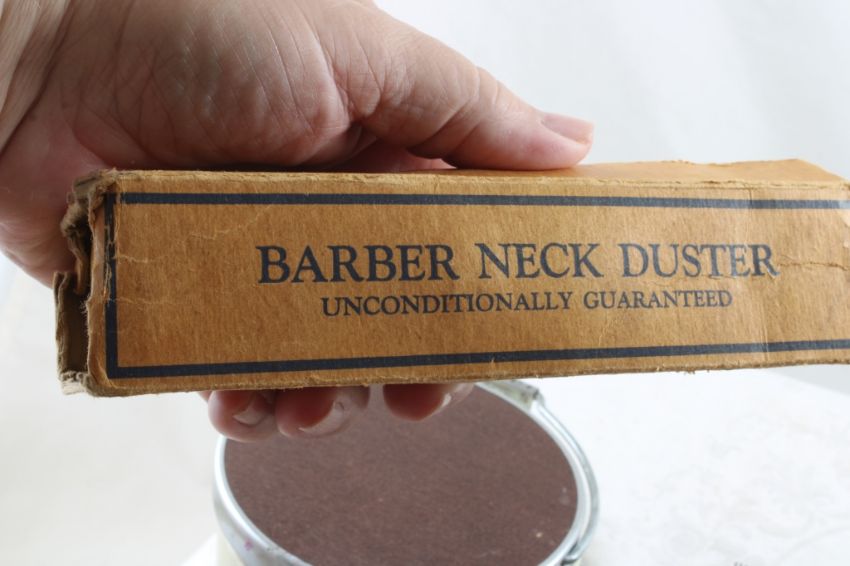 BARBER NECK DUSTER
UNCONDITIONALLY GUARANTEED